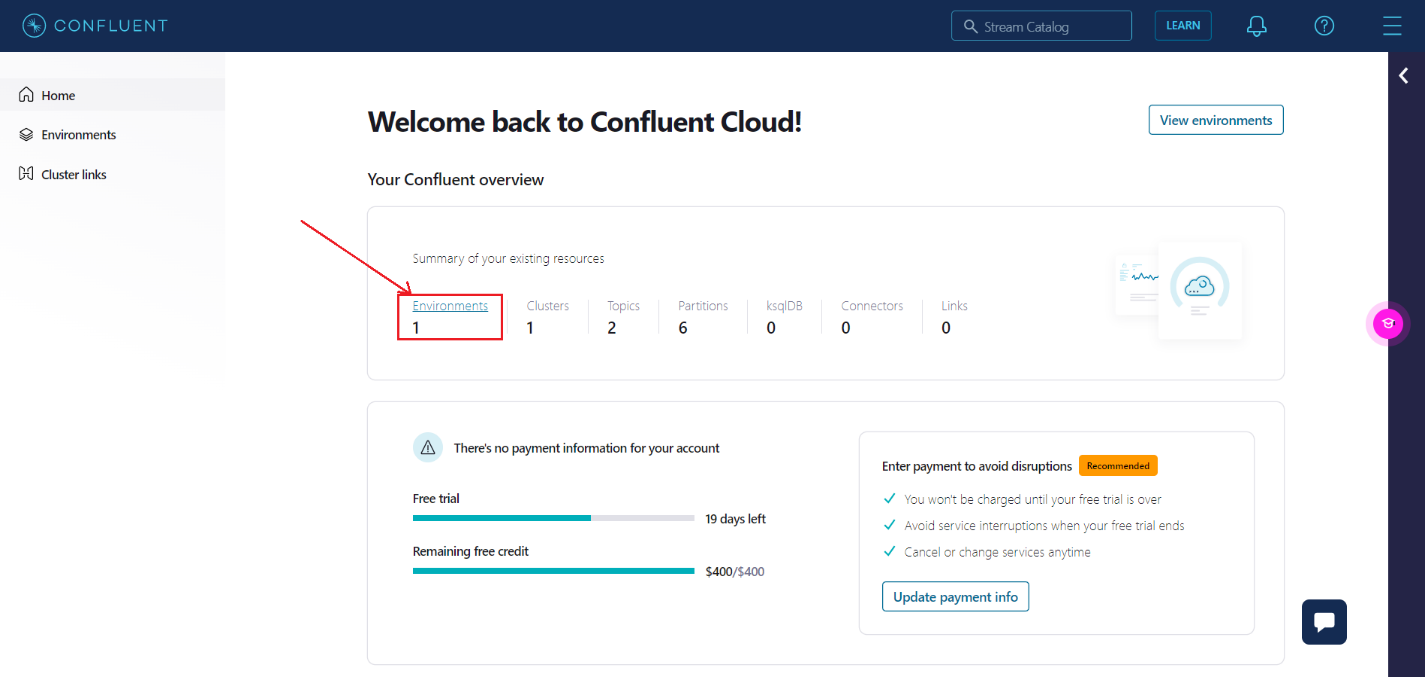 CONFLUENT
Stream Catalog
LEARN
Home
Environments
Cluster links
Welcome back to Confluent Cloud!
View environments
Your Confluent overview
Summary of your existing resources
Environments Clusters Topics Partitions ksqlDB Connectors Links
1 1 2 6 0 0 0
There's no payment information for your account
Free trial
19 days left
Remaining free credit
$400/$400
Enter payment to avoid disruptions Recommended
You won't be charged until your free trial is over
Avoid service interruptions when your free trial ends
Cancel or change services anytime
Update payment info